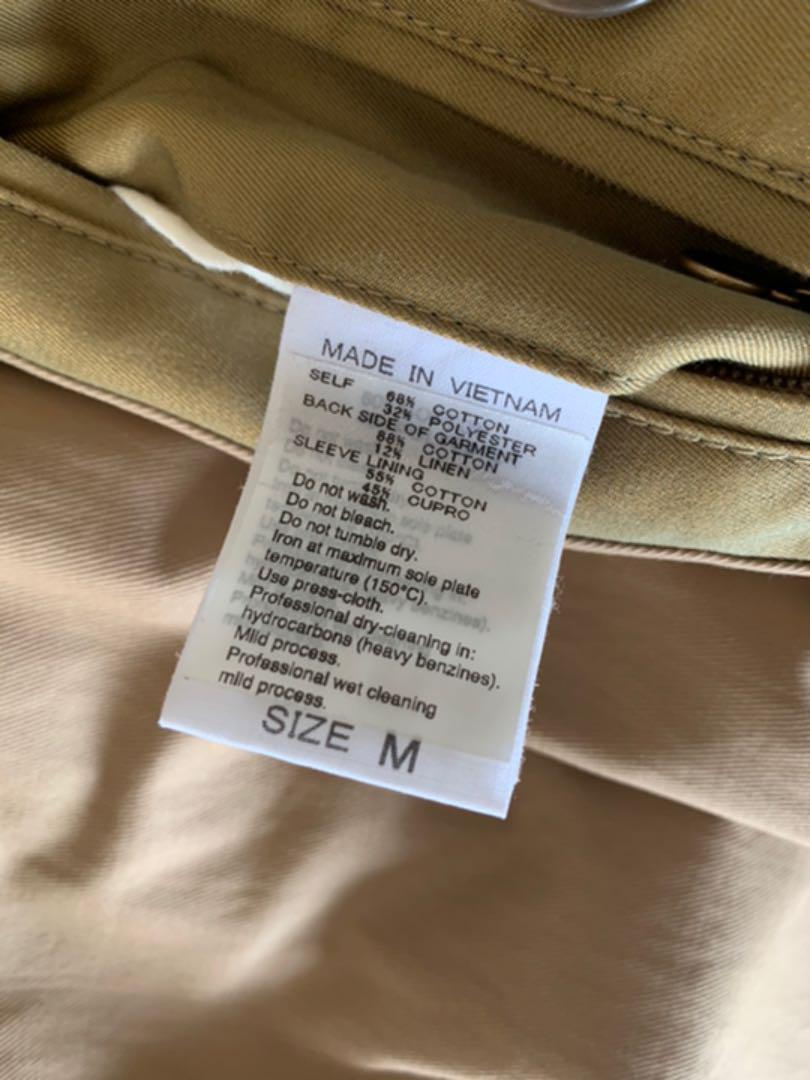 MADE IN VIETNAM
SELF 68% COTTON
32% POLYESTER
BACK SIDE OF GARMENT
88% COTTON
12% LINEN
SLEEVE LINING
55% COTTON
45% CUPRO
Do not wash.
Do not bleach.
Do not tumble dry.
Iron at maximum sole plate
temperature (150°C).
Use press-cloth.
Professional dry-cleaning in:
hydrocarbons (heavy benzines).
Mild process.
Professional wet cleaning
mild process.
SIZE M